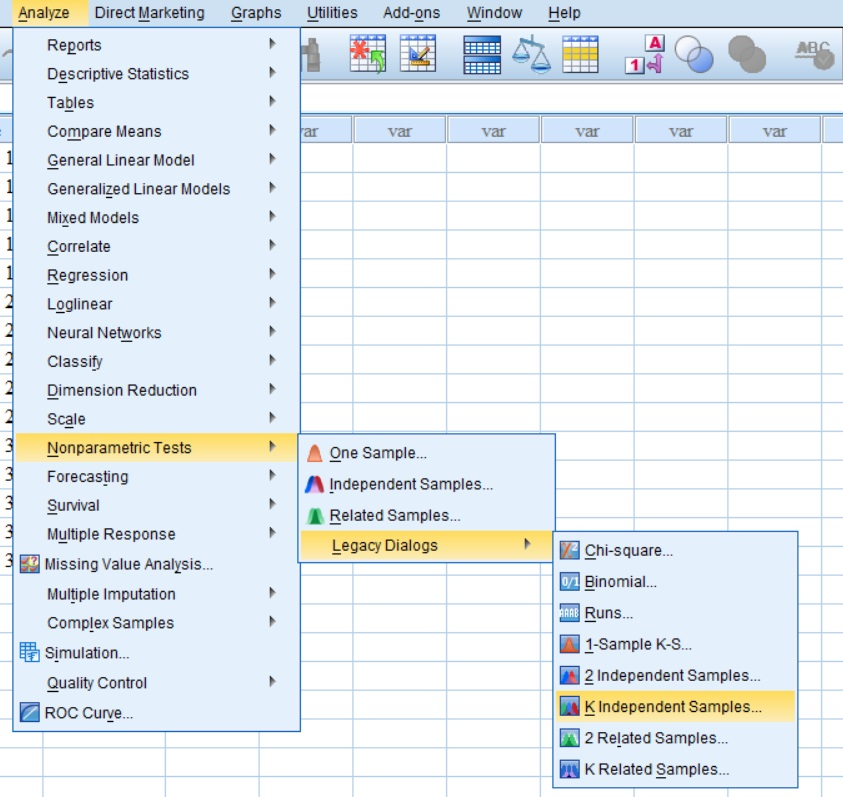 Analyze Direct Marketing Graphs Utilities Add-ons Window Help
Reports
Descriptive Statistics
Tables
Compare Means
General Linear Model
Generalized Linear Models
Mixed Models
Correlate
Regression
Loglinear
Neural Networks
Classify
Dimension Reduction
Scale
Nonparametric Tests
Forecasting
Survival
Multiple Response
Missing Value Analysis...
Multiple Imputation
Complex Samples
Simulation...
Quality Control
ROC Curve...
One Sample...
Independent Samples...
Related Samples...
Legacy Dialogs
Chi-square...
Binomial...
Runs...
1-Sample K-S...
2 Independent Samples...
K Independent Samples...
2 Related Samples...
K Related Samples...
A
1
ABC
var var var var var var
1
1
1
1
1
2
2
2
2
2
3
3
3
3
3